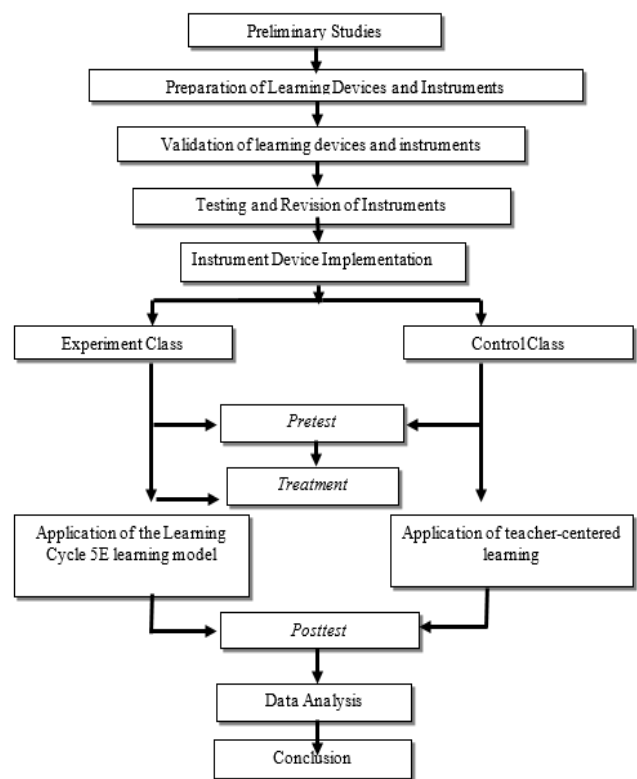 Preliminary Studies
Preparation of Learning Devices and Instruments
Validation of learning devices and instruments
Testing and Revision of Instruments
Instrument Device Implementation
Experiment Class
Control Class
Pretest
Treatment
Application of the Learning
Cycle 5E learning model
Application of teacher-centered
learning
Posttest
Data Analysis
Conclusion